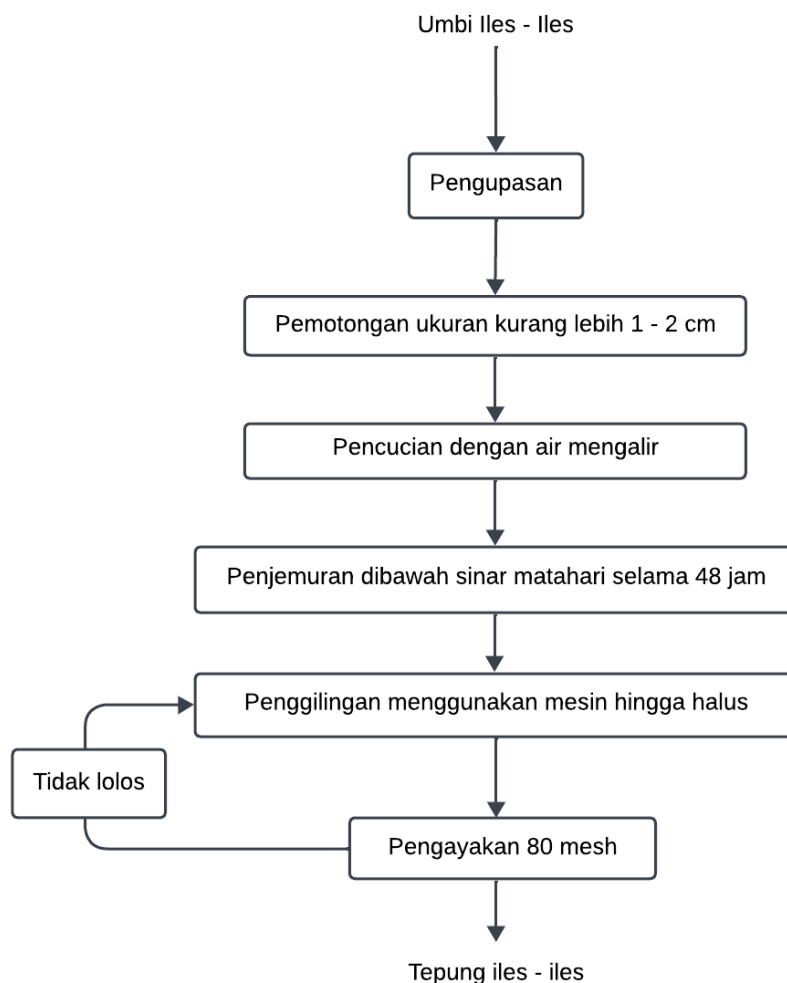 Umbi Iles - Iles
Pengupasan
Pemotongan ukuran kurang lebih 1 - 2 cm
Pencucian dengan air mengalir
Penjemuran dibawah sinar matahari selama 48 jam
Penggilingan menggunakan mesin hingga halus
Tidak lolos
Pengayakan 80 mesh
Tepung iles - iles